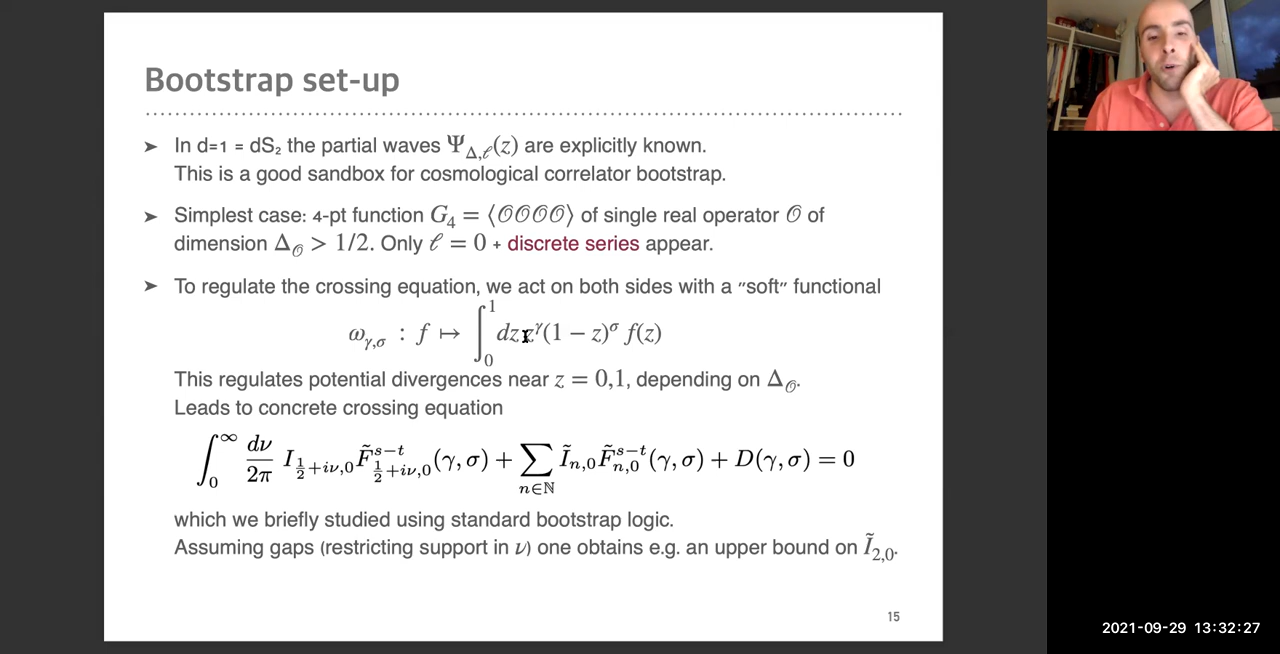 Bootstrap set-up
➤ In d=1 = dS₂ the partial waves Ψ_{Δ,ℓ}(z) are explicitly known.
This is a good sandbox for cosmological correlator bootstrap.
➤ Simplest case: 4-pt function G₄ = ⟨𝒪𝒪𝒪𝒪⟩ of single real operator 𝒪 of
dimension Δ_𝒪 > 1/2. Only ℓ = 0 + discrete series appear.
➤ To regulate the crossing equation, we act on both sides with a ″soft″ functional
ω_{γ,σ} : f ↦ ∫₀¹ dz z^γ(1 − z)^σ f(z)
This regulates potential divergences near z = 0,1, depending on Δ_𝒪.
Leads to concrete crossing equation
∫₀^∞ dν/2π I_{1/2+iν,0} F̃^{s−t}_{1/2+iν,0}(γ, σ) + ∑_{n∈ℕ} Ĩ_{n,0} F̃^{s−t}_{n,0}(γ, σ) + D(γ, σ) = 0
which we briefly studied using standard bootstrap logic.
Assuming gaps (restricting support in ν) one obtains e.g. an upper bound on Ĩ_{2,0}.
15
2021-09-29 13:32:27